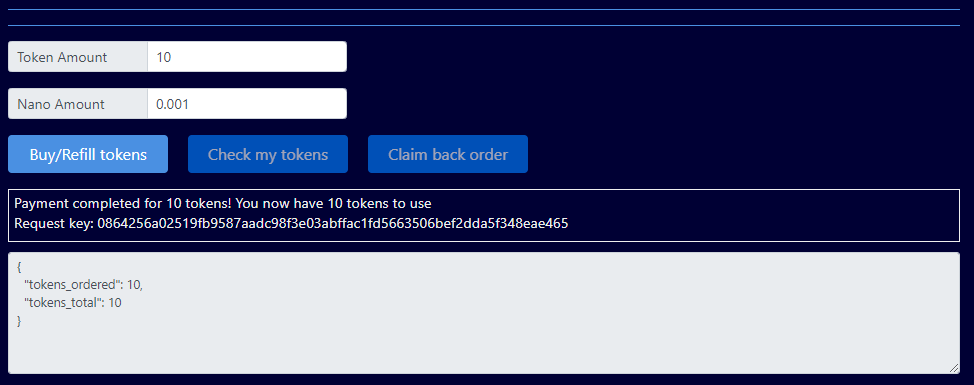 Token Amount 10
Nano Amount 0.001
Buy/Refill tokens Check my tokens Claim back order
Payment completed for 10 tokens! You now have 10 tokens to use
Request key: 0864256a02519fb9587aadc98f3e03abffac1fd5663506bef2dda5f348eae465
{
"tokens_ordered": 10,
"tokens_total": 10
}